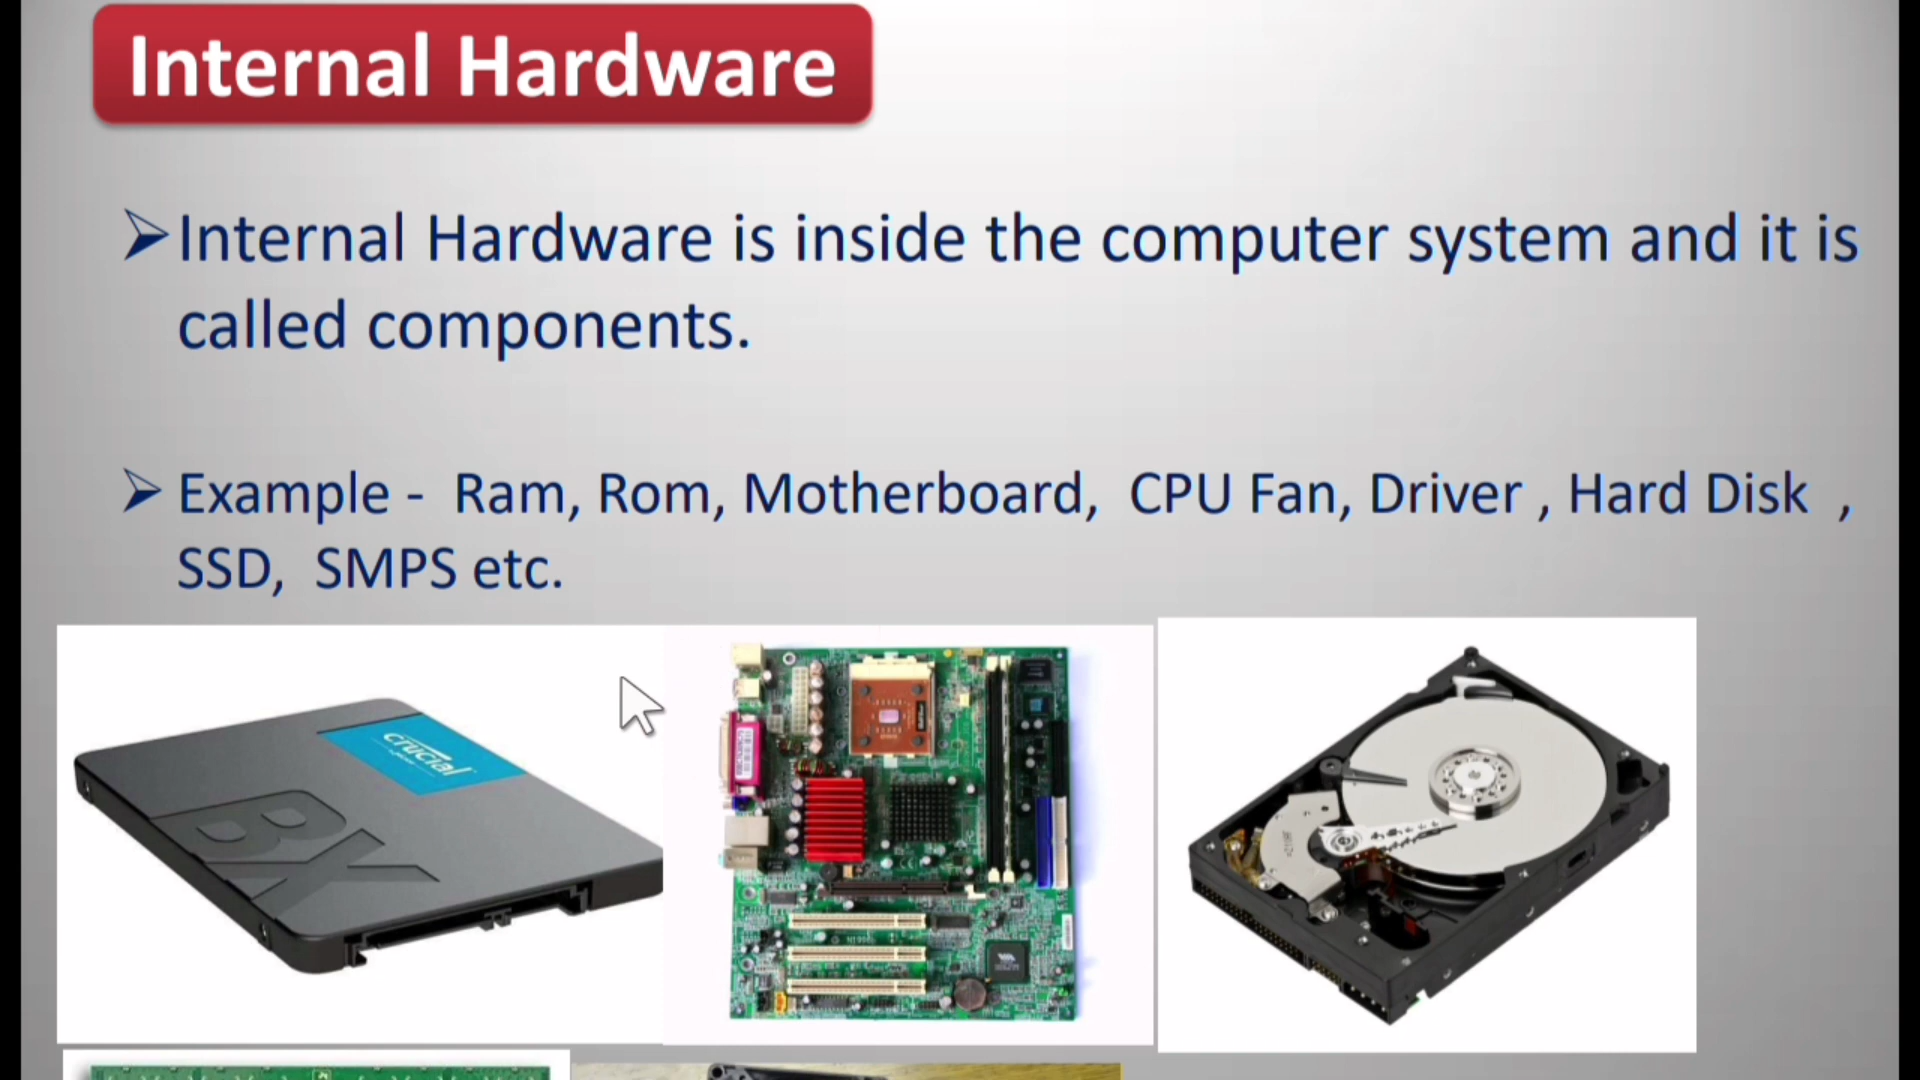 Internal Hardware
Internal Hardware is inside the computer system and it is
called components.
Example - Ram, Rom, Motherboard, CPU Fan, Driver , Hard Disk ,
SSD, SMPS etc.
crucial
BX